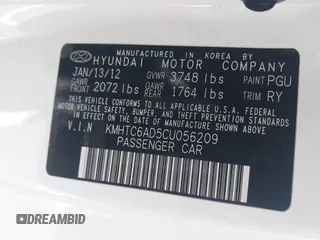 MANUFACTURED IN KOREA BY
HYUNDAI MOTOR COMPANY
JAN/13/12 GVWR 3748 lbs PAINT PGU
GAWR FRONT 2072 lbs GAWR REAR 1764 lbs TRIM RY
THIS VEHICLE CONFORMS TO ALL APPLICABLE U.S.A. FEDERAL
MOTOR VEHICLE SAFETY, BUMPER, AND THEFT PREVENTION
STANDARDS IN EFFECT ON THE DATE OF MANUFACTURE SHOWN ABOVE.
V.I.N KMHTC6AD5CU056209
PASSENGER CAR
DREAMBID